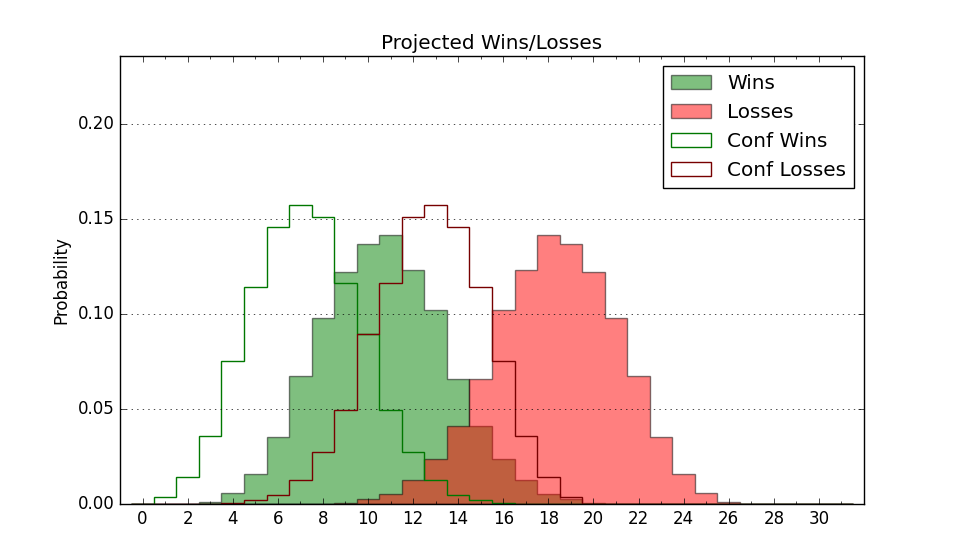 Projected Wins/Losses
Wins
Losses
Conf Wins
Conf Losses
Probability
0.20
0.15
0.10
0.05
0.00
0 2 4 6 8 10 12 14 16 18 20 22 24 26 28 30